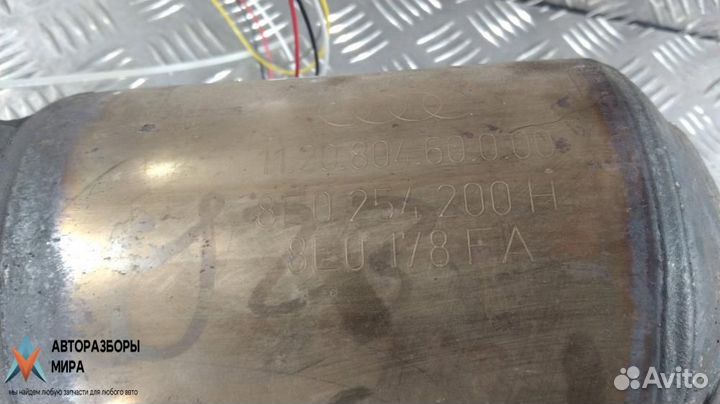 11.20.804.60.0.00
8E0 254 200 H
8E0 178 FA
АВТОРАЗБОРЫ
МИРА
мы найдем любую запчасти для любого авто
Avito